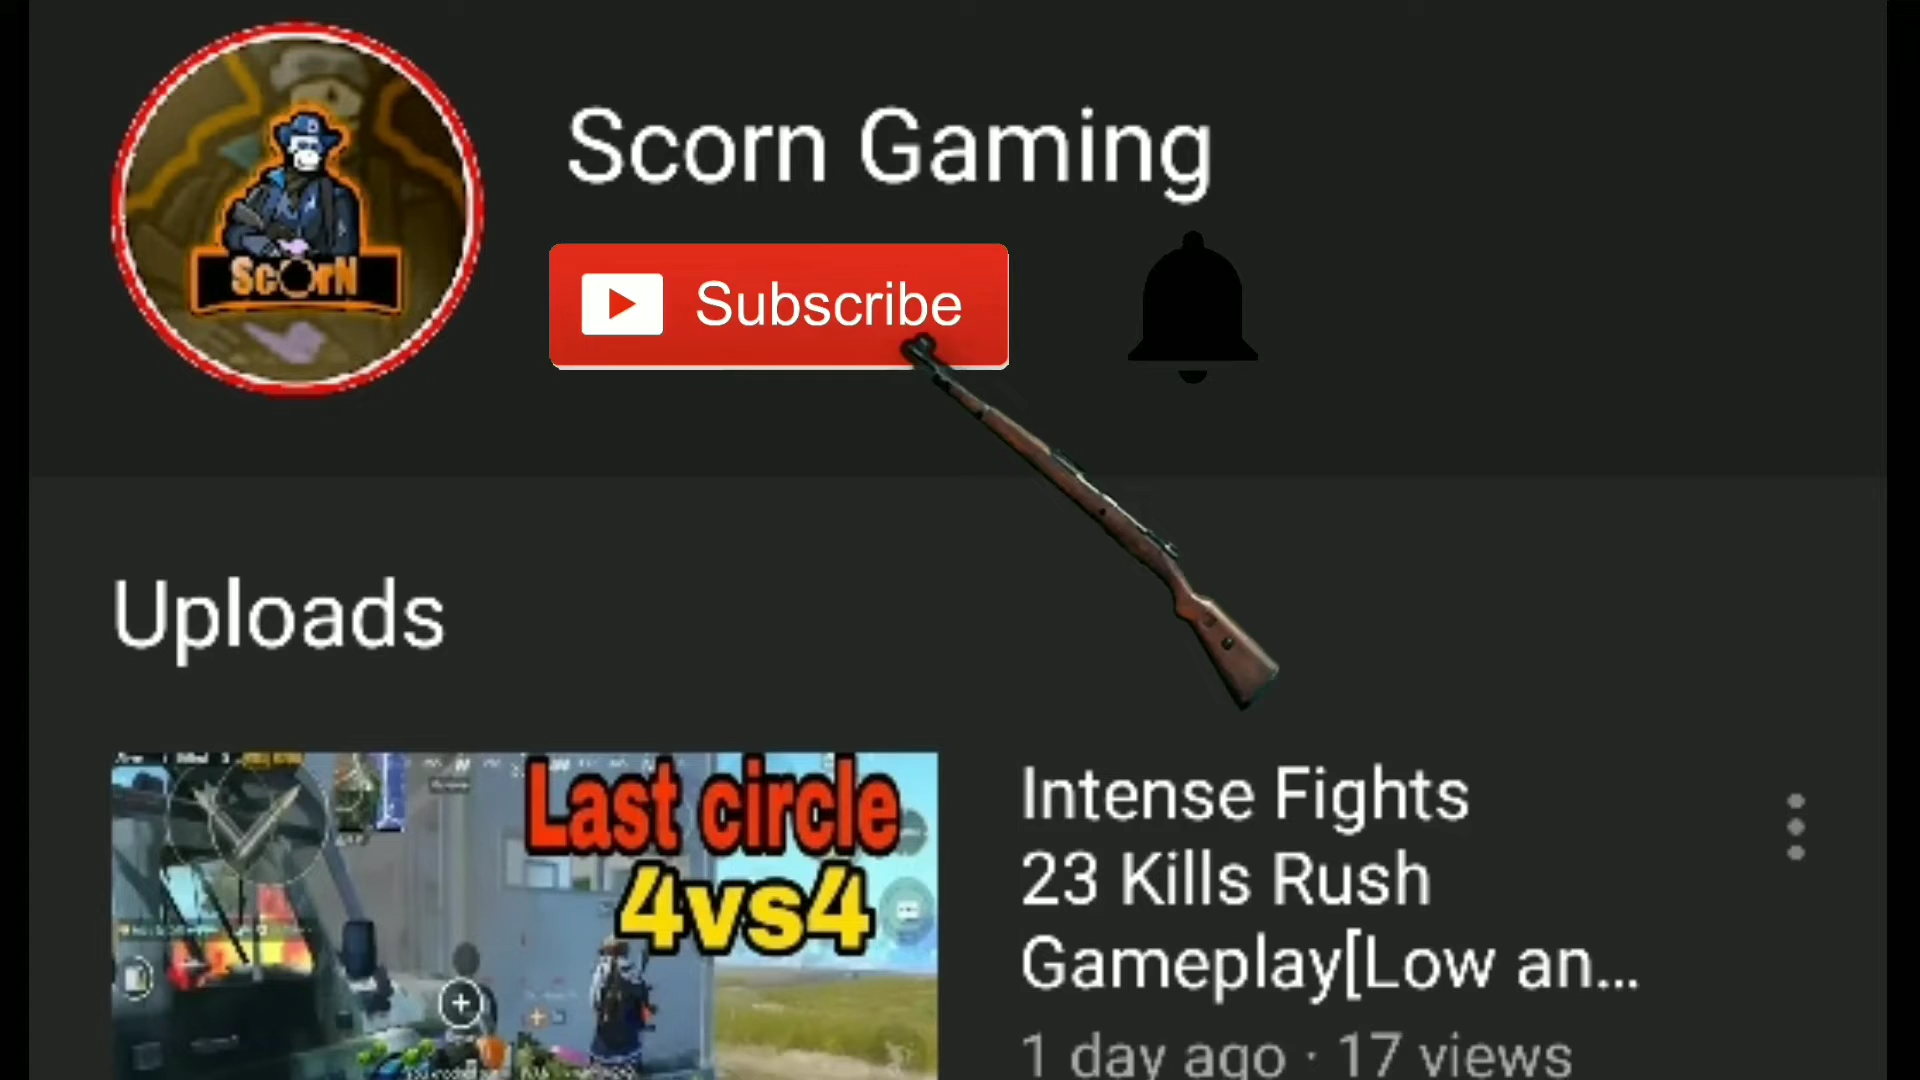 Scorn Gaming
ScOrN
Subscribe
Uploads
Last circle
4vs4
Intense Fights
23 Kills Rush
Gameplay[Low an...
1 day ago · 17 views